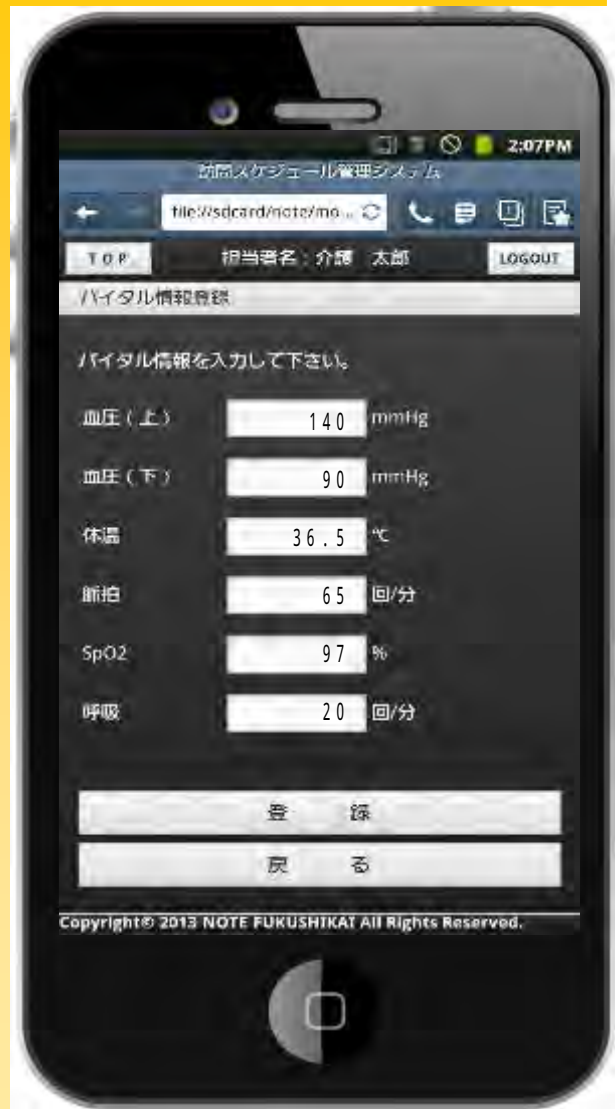 2:07PM
訪問スケジュール管理システム
file://sdcard/note/mo...
TOP 担当者名：介護 太郎 LOGOUT
バイタル情報登録
バイタル情報を入力して下さい。
血圧（上） 140 mmHg
血圧（下） 90 mmHg
体温 36.5 ℃
脈拍 65 回/分
SpO2 97 %
呼吸 20 回/分
登 録
戻 る
Copyright© 2013 NOTE FUKUSHIKAI All Rights Reserved.